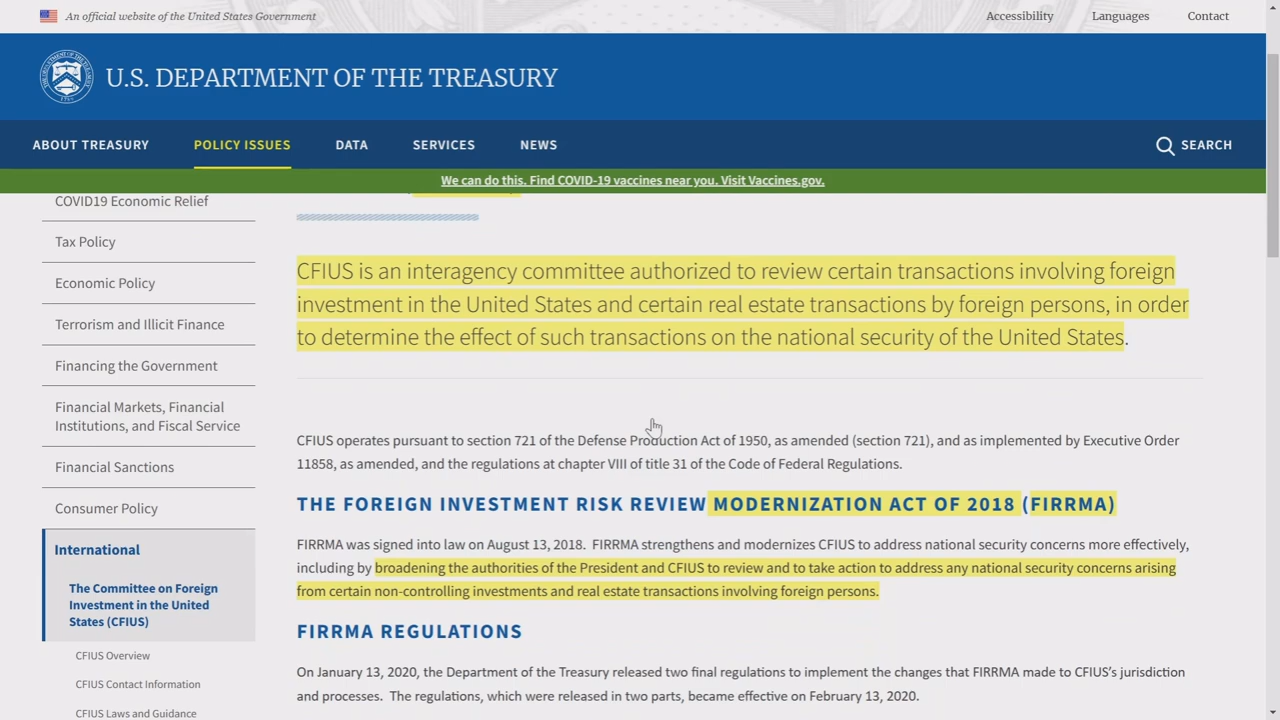 An official website of the United States Government
Accessibility
Languages
Contact
U.S. DEPARTMENT OF THE TREASURY
ABOUT TREASURY
POLICY ISSUES
DATA
SERVICES
NEWS
SEARCH
We can do this. Find COVID-19 vaccines near you. Visit Vaccines.gov.
COVID19 Economic Relief
Tax Policy
Economic Policy
Terrorism and Illicit Finance
Financing the Government
Financial Markets, Financial
Institutions, and Fiscal Service
Financial Sanctions
Consumer Policy
International
The Committee on Foreign
Investment in the United
States (CFIUS)
CFIUS Overview
CFIUS Contact Information
CFIUS Laws and Guidance
CFIUS is an interagency committee authorized to review certain transactions involving foreign
investment in the United States and certain real estate transactions by foreign persons, in order
to determine the effect of such transactions on the national security of the United States.
CFIUS operates pursuant to section 721 of the Defense Production Act of 1950, as amended (section 721), and as implemented by Executive Order
11858, as amended, and the regulations at chapter VIII of title 31 of the Code of Federal Regulations.
THE FOREIGN INVESTMENT RISK REVIEW MODERNIZATION ACT OF 2018 (FIRRMA)
FIRRMA was signed into law on August 13, 2018.  FIRRMA strengthens and modernizes CFIUS to address national security concerns more effectively,
including by broadening the authorities of the President and CFIUS to review and to take action to address any national security concerns arising
from certain non-controlling investments and real estate transactions involving foreign persons.
FIRRMA REGULATIONS
On January 13, 2020, the Department of the Treasury released two final regulations to implement the changes that FIRRMA made to CFIUS's jurisdiction
and processes.  The regulations, which were released in two parts, became effective on February 13, 2020.